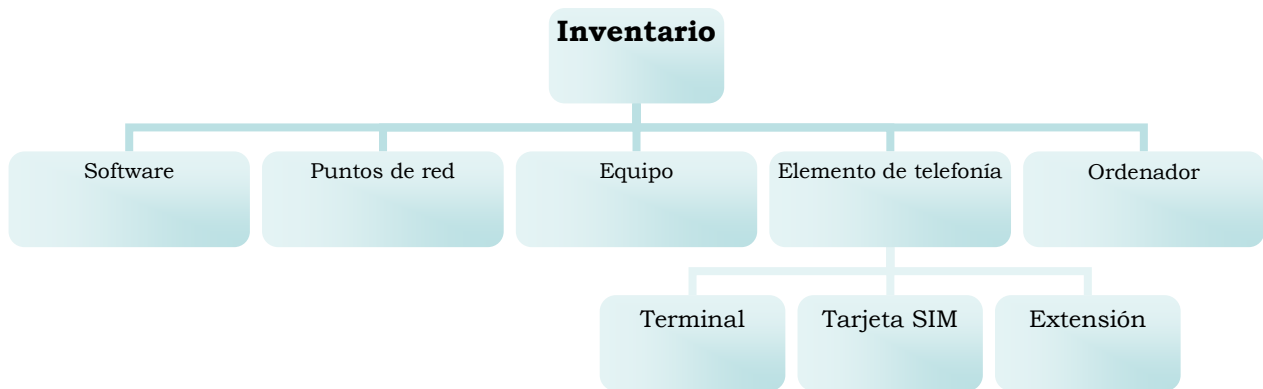 Inventario
Software
Puntos de red
Equipo
Elemento de telefonía
Ordenador
Terminal
Tarjeta SIM
Extensión